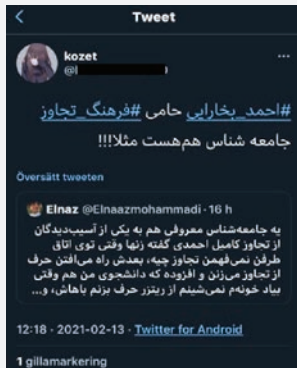 Tweet
kozet
@l
#احمد_بخارایی حامی #فرهنگ_تجاوز
جامعه شناس هم‌هست مثلا!!!
Översätt tweeten
Elnaz @Elnaazmohammadi · 16 h
یه جامعه‌شناس معروفی هم به یکی از آسیب‌دیدگان
از تجاوز کامیل احمدی گفته زنها وقتی توی اتاق
طرفن نمی‌فهمن تجاوز چیه، بعدش راه می‌افتن حرف
از تجاوز می‌زنن و افزوده که دانشجوی من هم وقتی
بیاد خونه‌م نمی‌شینم از ریتزر حرف بزنم باهاش، و...
12:18 · 2021-02-13 · Twitter for Android
1 gillamarkering